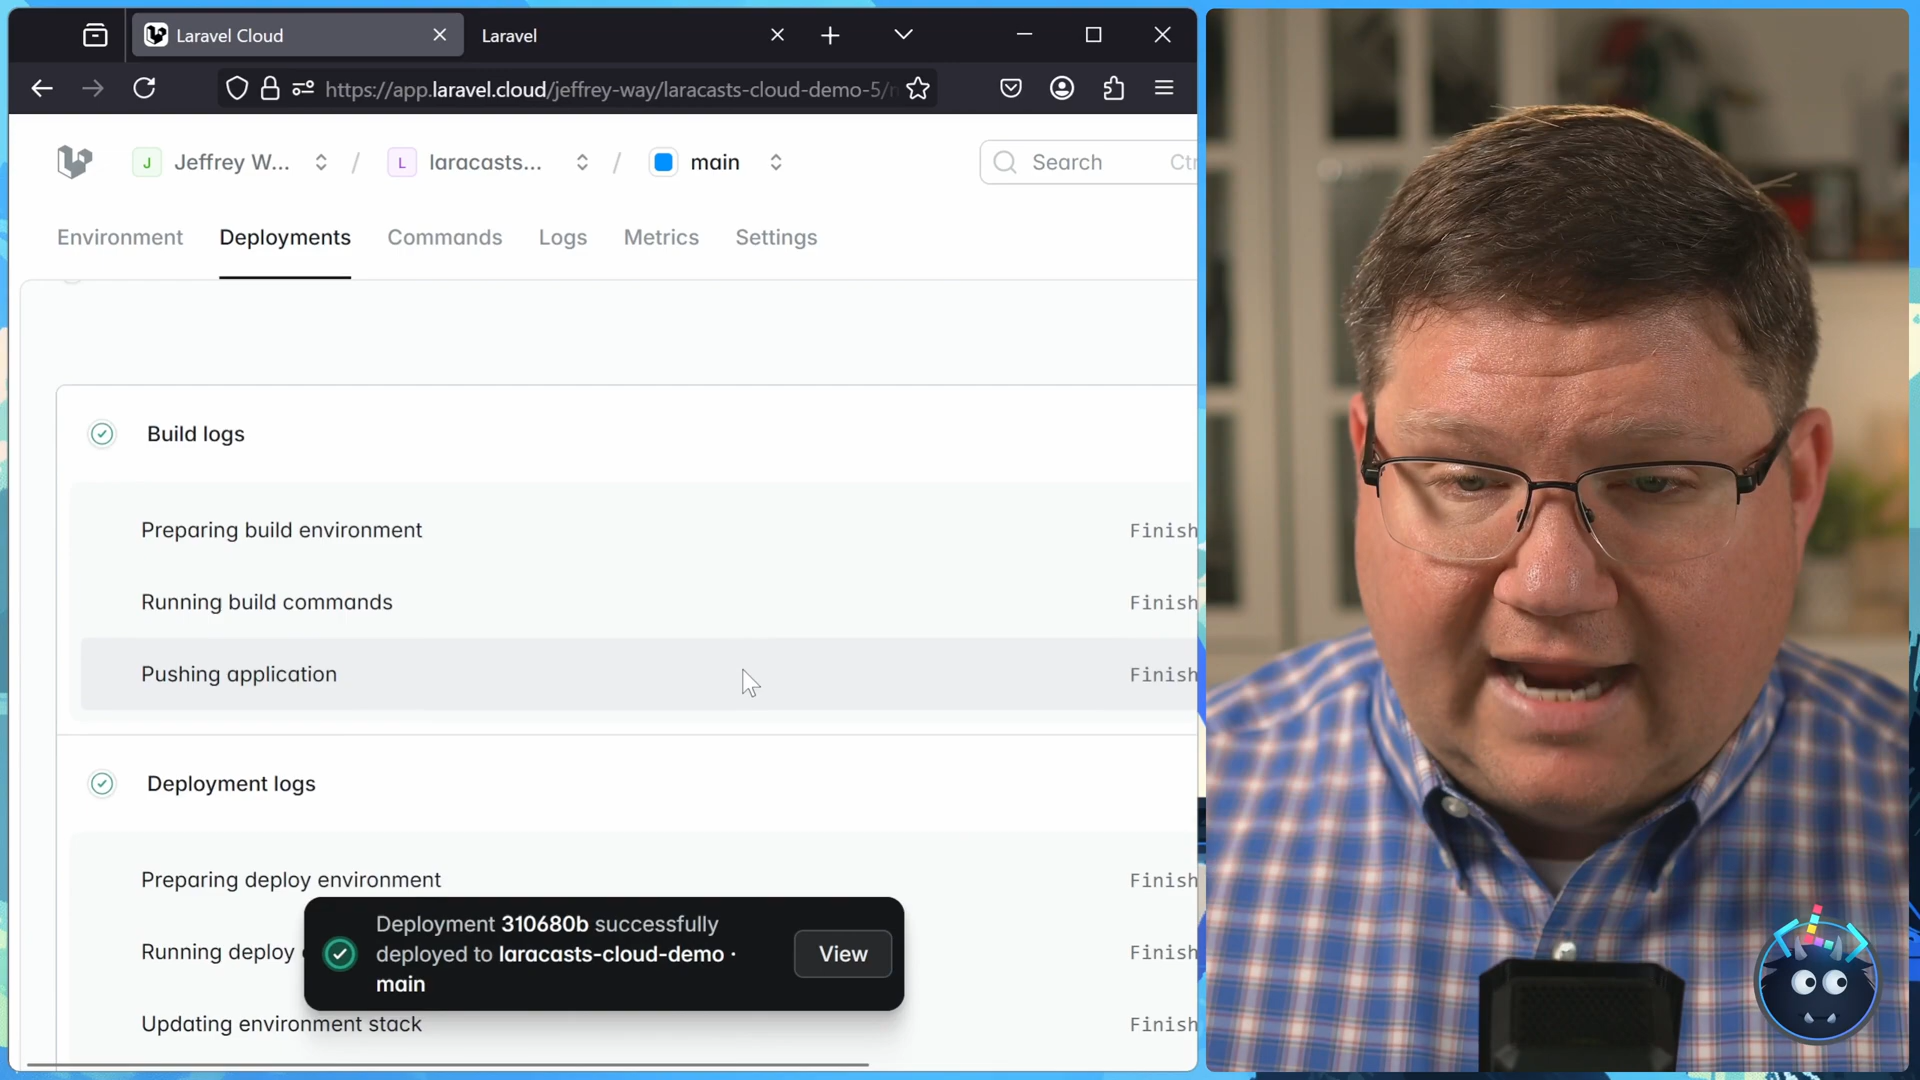 Laravel Cloud
Laravel
https://app.laravel.cloud/jeffrey-way/laracasts-cloud-demo-5/
J Jeffrey W... / L laracasts... / main
Search Ctr
Environment Deployments Commands Logs Metrics Settings
Build logs
Preparing build environment Finish
Running build commands Finish
Pushing application Finish
Deployment logs
Preparing deploy environment Finish
Running deploy Finish
Deployment 310680b successfully
deployed to laracasts-cloud-demo ·
main
View
Updating environment stack Finish